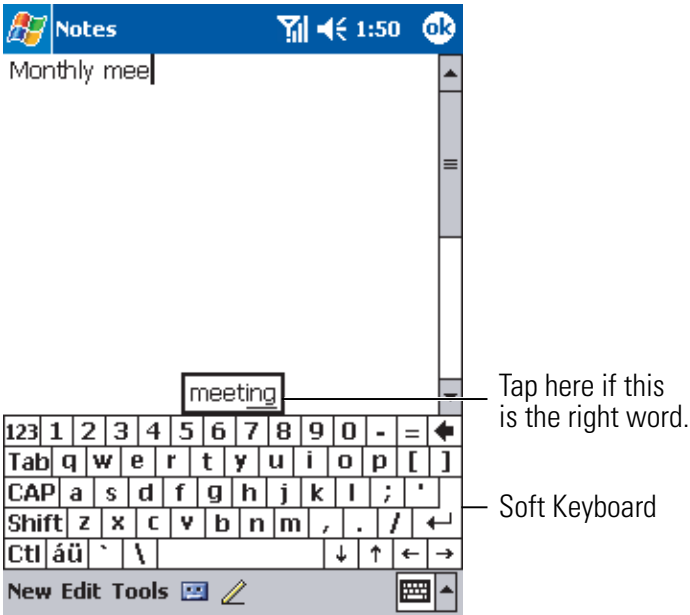 Notes 1:50 ok
Monthly mee
meeting
Tap here if this
is the right word.
123 1 2 3 4 5 6 7 8 9 0 - =
Tab q w e r t y u i o p [ ]
CAP a s d f g h j k l ; '
Soft Keyboard
Shift z x c v b n m , . /
Ctl áü ` \
New Edit Tools